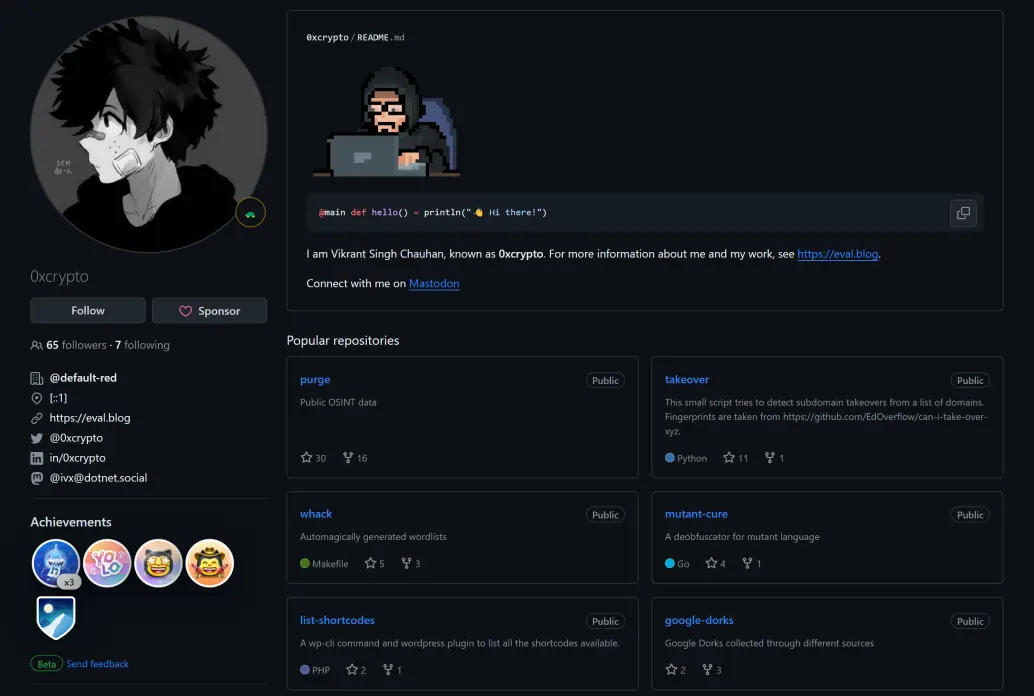 0xcrypto/README.md
@main def hello() = println("👋 Hi there!")
I am Vikrant Singh Chauhan, known as 0xcrypto. For more information about me and my work, see https://eval.blog.
Connect with me on Mastodon
0xcrypto
Follow
Sponsor
65 followers · 7 following
@default-red
[::1]
https://eval.blog
@0xcrypto
in/0xcrypto
@ivx@dotnet.social
Achievements
x3
YOLO
Beta Send feedback
Popular repositories
purge
Public
Public OSINT data
30 16
takeover
Public
This small script tries to detect subdomain takeovers from a list of domains.
Fingerprints are taken from https://github.com/EdOverflow/can-i-take-over-
xyz.
Python 11 1
whack
Public
Automagically generated wordlists
Makefile 5 3
mutant-cure
Public
A deobfuscator for mutant language
Go 4 1
list-shortcodes
Public
A wp-cli command and wordpress plugin to list all the shortcodes available.
PHP 2 1
google-dorks
Public
Google Dorks collected through different sources
2 3